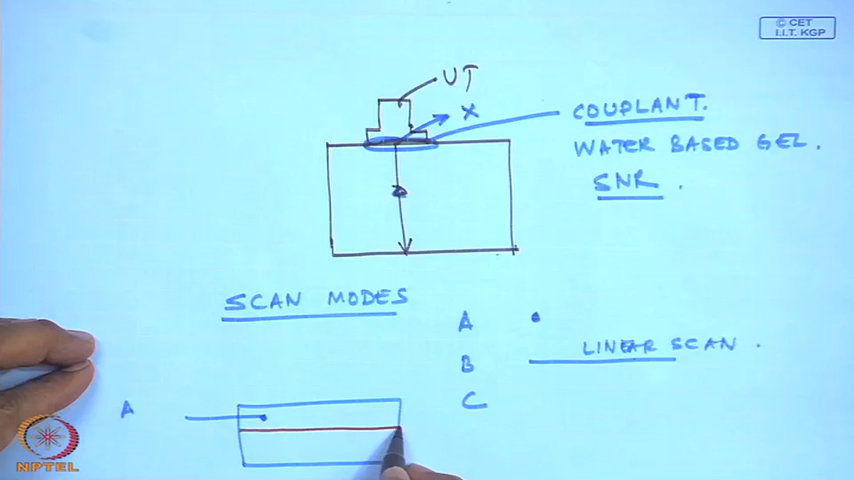 © CET
I.I.T. KGP
UT
X
COUPLANT.
WATER BASED GEL.
SNR.
SCAN MODES
A
LINEAR SCAN.
B
C
A
NPTEL